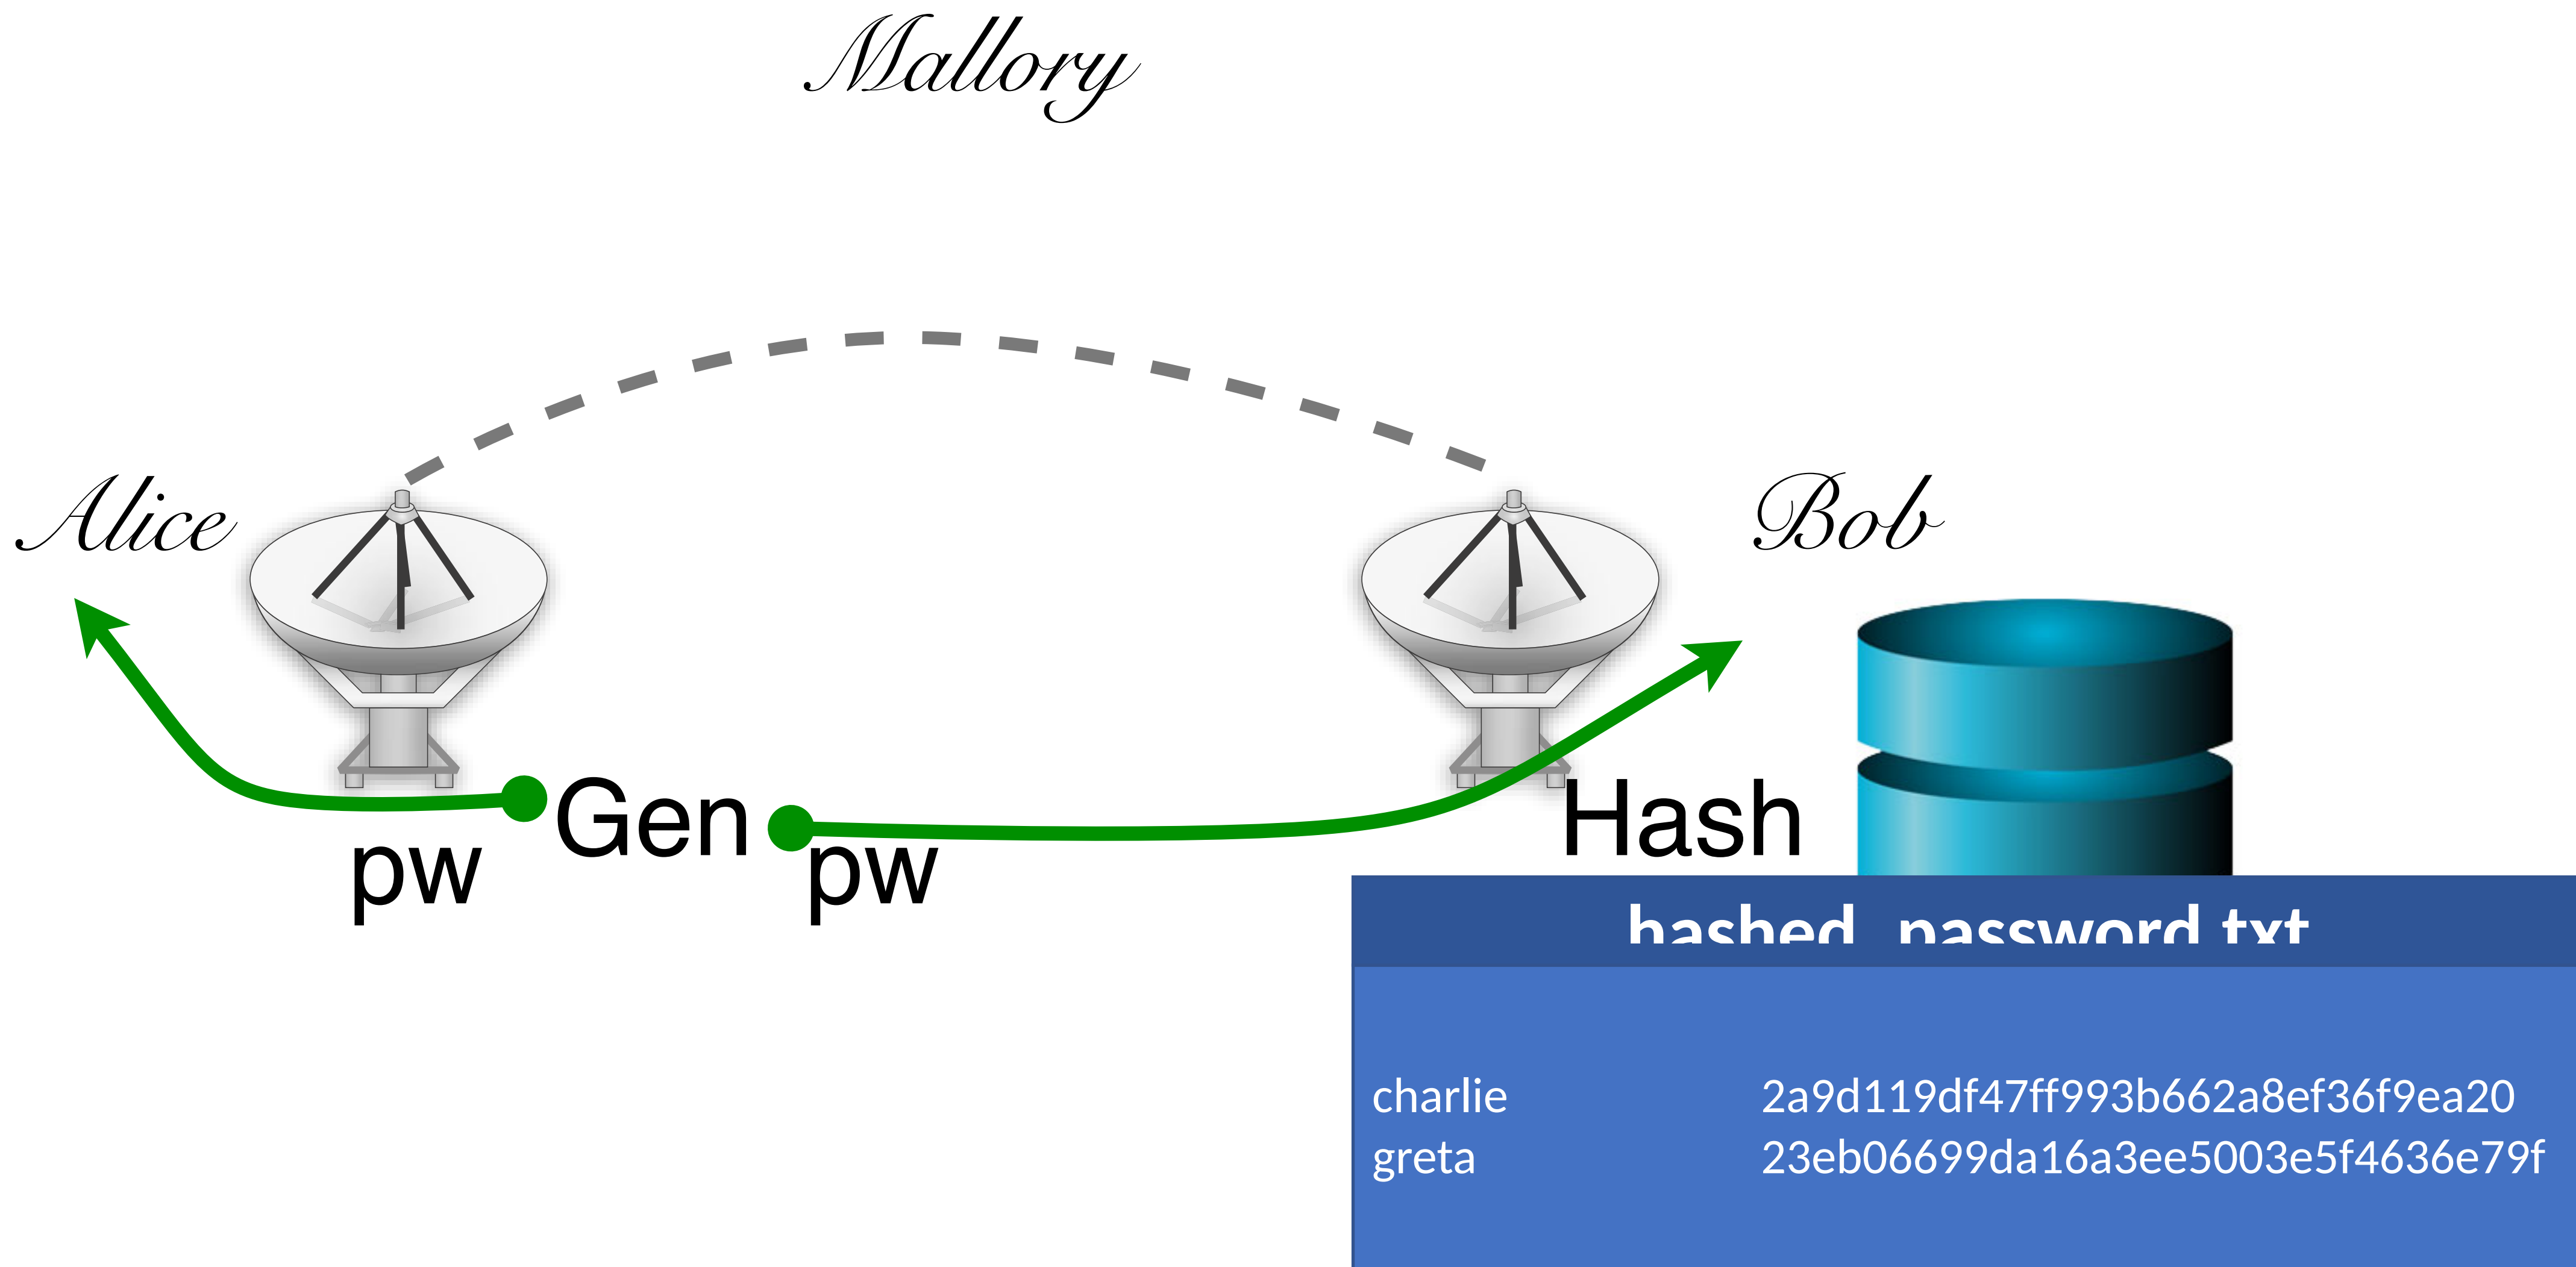 Mallory
Alice
Bob
Gen
Hash
pw
pw
hashed_password.txt
charlie 2a9d119df47ff993b662a8ef36f9ea20
greta 23eb06699da16a3ee5003e5f4636e79f